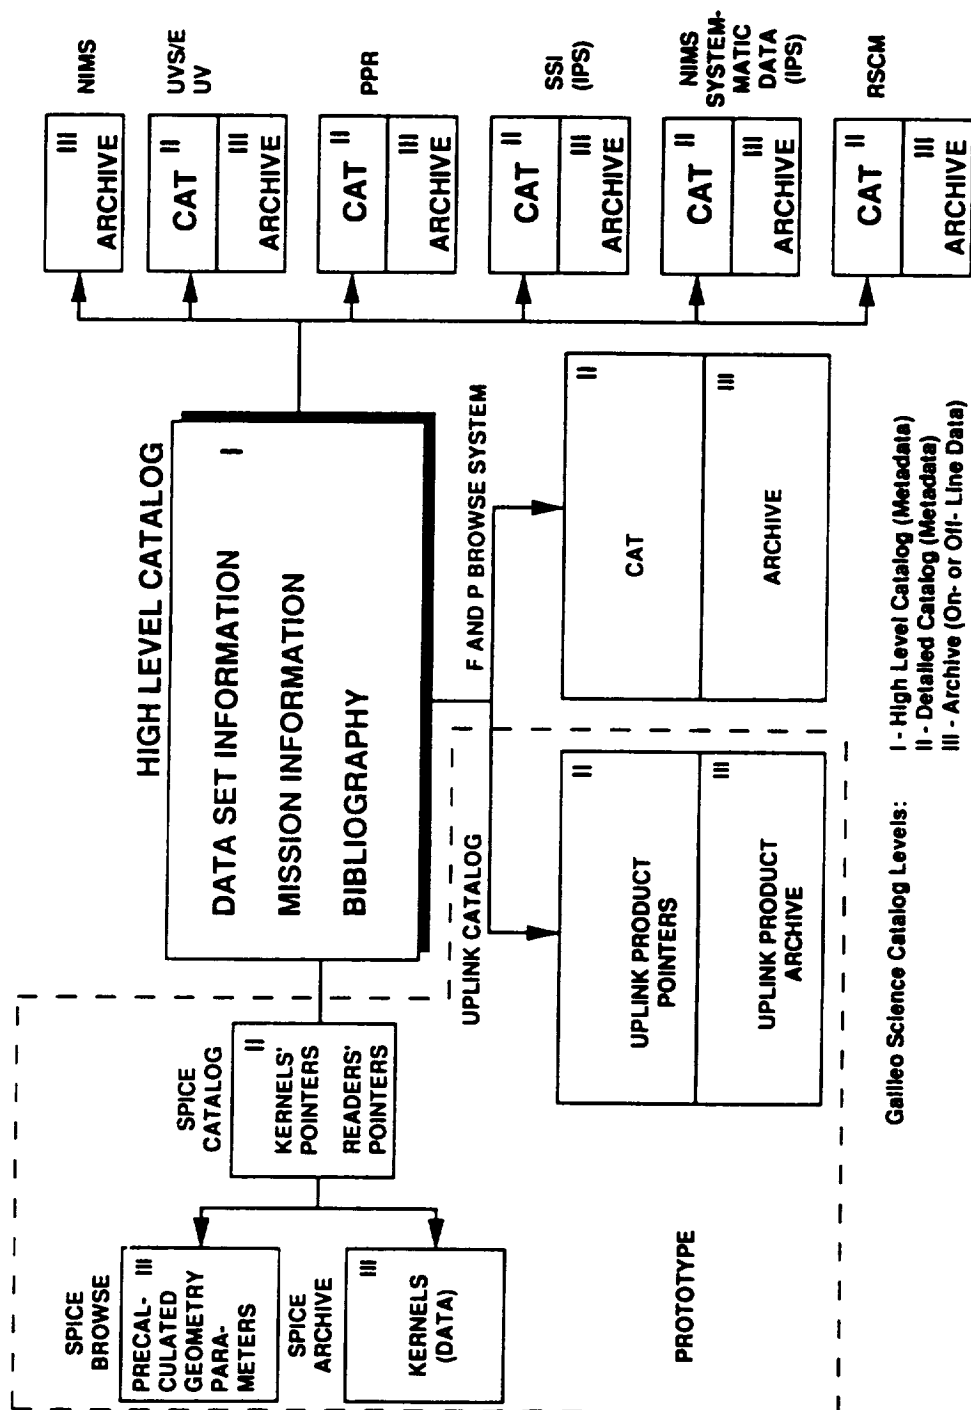 HIGH LEVEL CATALOG
I
DATA SET INFORMATION
MISSION INFORMATION
BIBLIOGRAPHY
SPICE
BROWSE
III
PRECAL-
CULATED
GEOMETRY
PARA-
METERS
SPICE
ARCHIVE
III
KERNELS
(DATA)
SPICE
CATALOG
II
KERNELS'
POINTERS
READERS'
POINTERS
PROTOTYPE
UPLINK CATALOG
II
UPLINK PRODUCT
POINTERS
III
UPLINK PRODUCT
ARCHIVE
F AND P BROWSE SYSTEM
II
CAT
III
ARCHIVE
III
ARCHIVE
NIMS
II
CAT
III
ARCHIVE
UVS/E
UV
II
CAT
III
ARCHIVE
PPR
II
CAT
III
ARCHIVE
SSI
(IPS)
II
CAT
III
ARCHIVE
NIMS
SYSTEM-
MATIC
DATA
(IPS)
II
CAT
III
ARCHIVE
RSCM
Galileo Science Catalog Levels:
I - High Level Catalog (Metadata)
II - Detailed Catalog (Metadata)
III - Archive (On- or Off- Line Data)